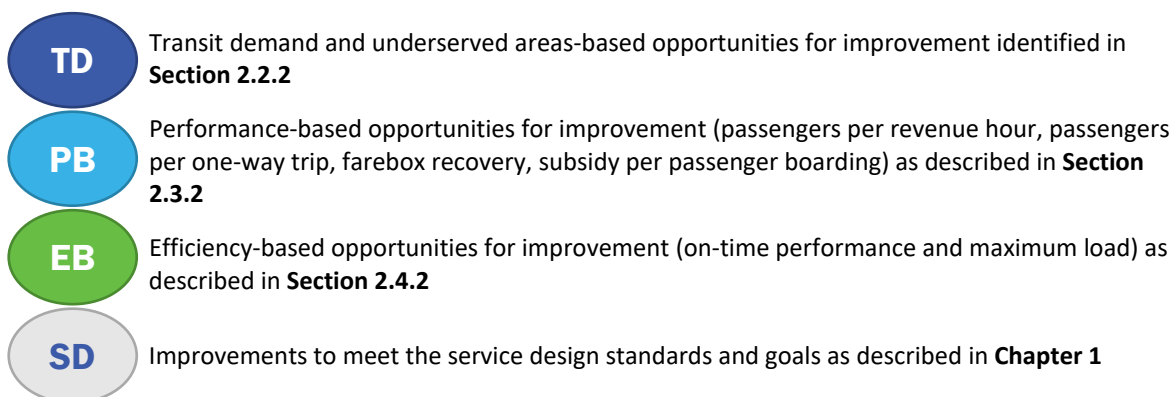 TD
Transit demand and underserved areas-based opportunities for improvement identified in
Section 2.2.2
PB
Performance-based opportunities for improvement (passengers per revenue hour, passengers
per one-way trip, farebox recovery, subsidy per passenger boarding) as described in Section
2.3.2
EB
Efficiency-based opportunities for improvement (on-time performance and maximum load) as
described in Section 2.4.2
SD
Improvements to meet the service design standards and goals as described in Chapter 1